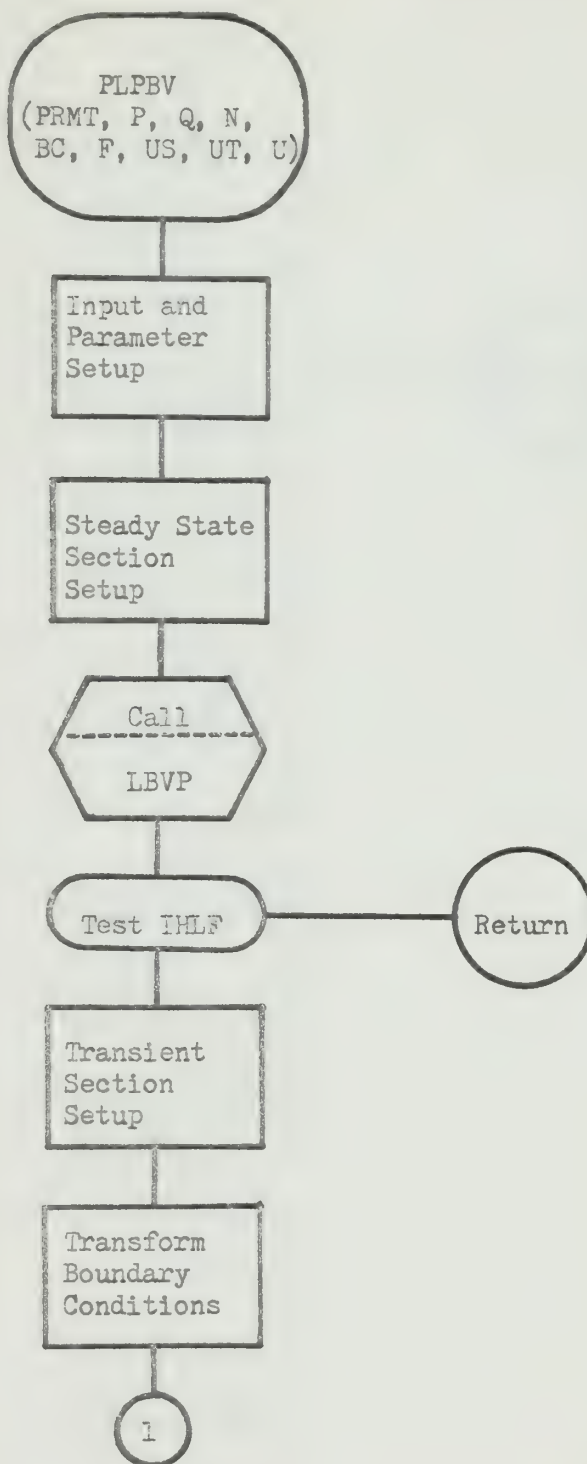 PLPBV
(PRMT, P, Q, N,
BC, F, US, UT, U)
Input and
Parameter
Setup
Steady State
Section
Setup
Call
LBVP
Test IHLF
Return
Transient
Section
Setup
Transform
Boundary
Conditions
1